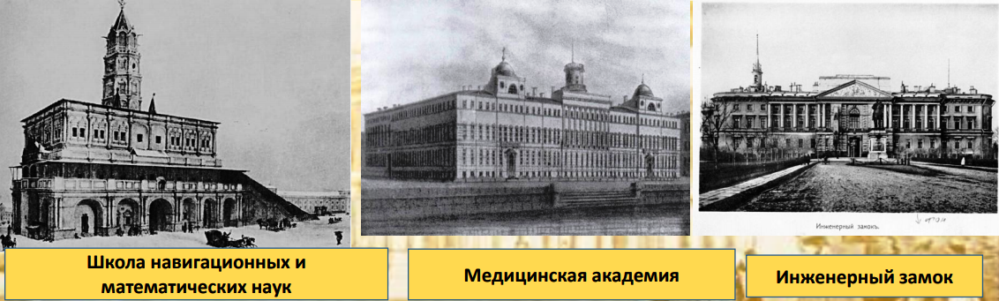 Инженерный замокъ.
Школа навигационных и
математических наук
Медицинская академия
Инженерный замок